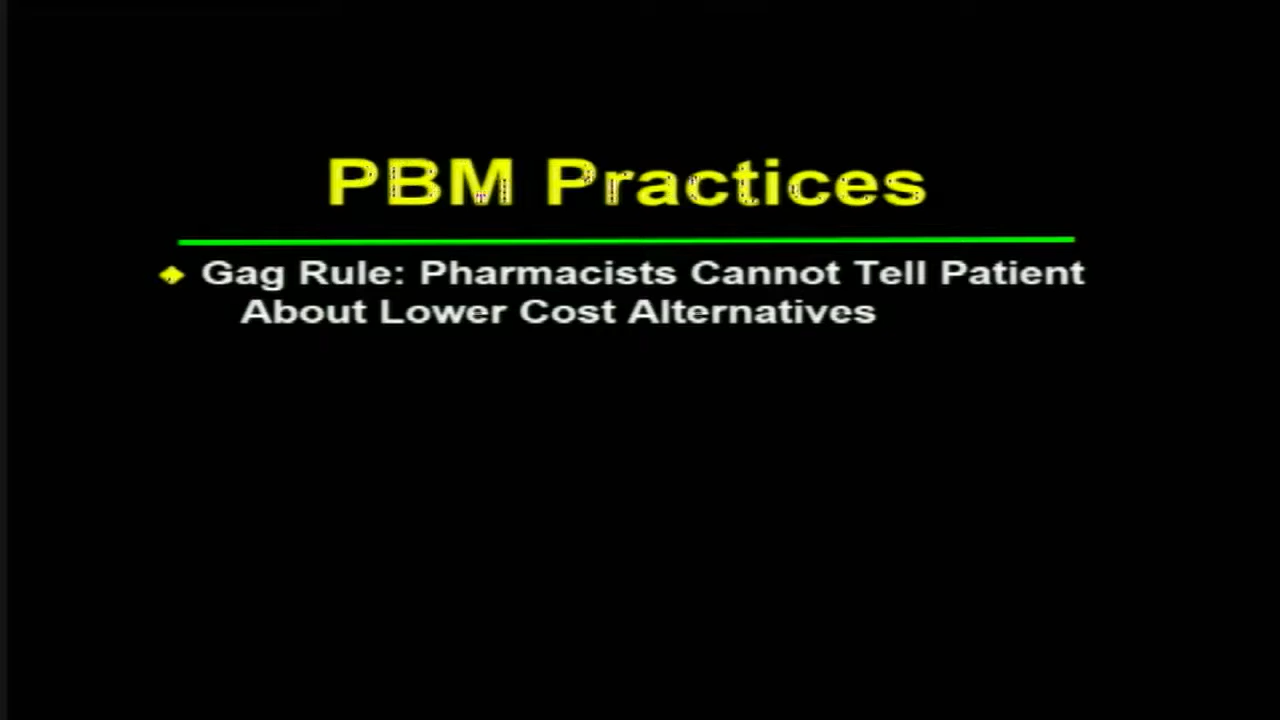 PBM Practices
Gag Rule: Pharmacists Cannot Tell Patient
About Lower Cost Alternatives